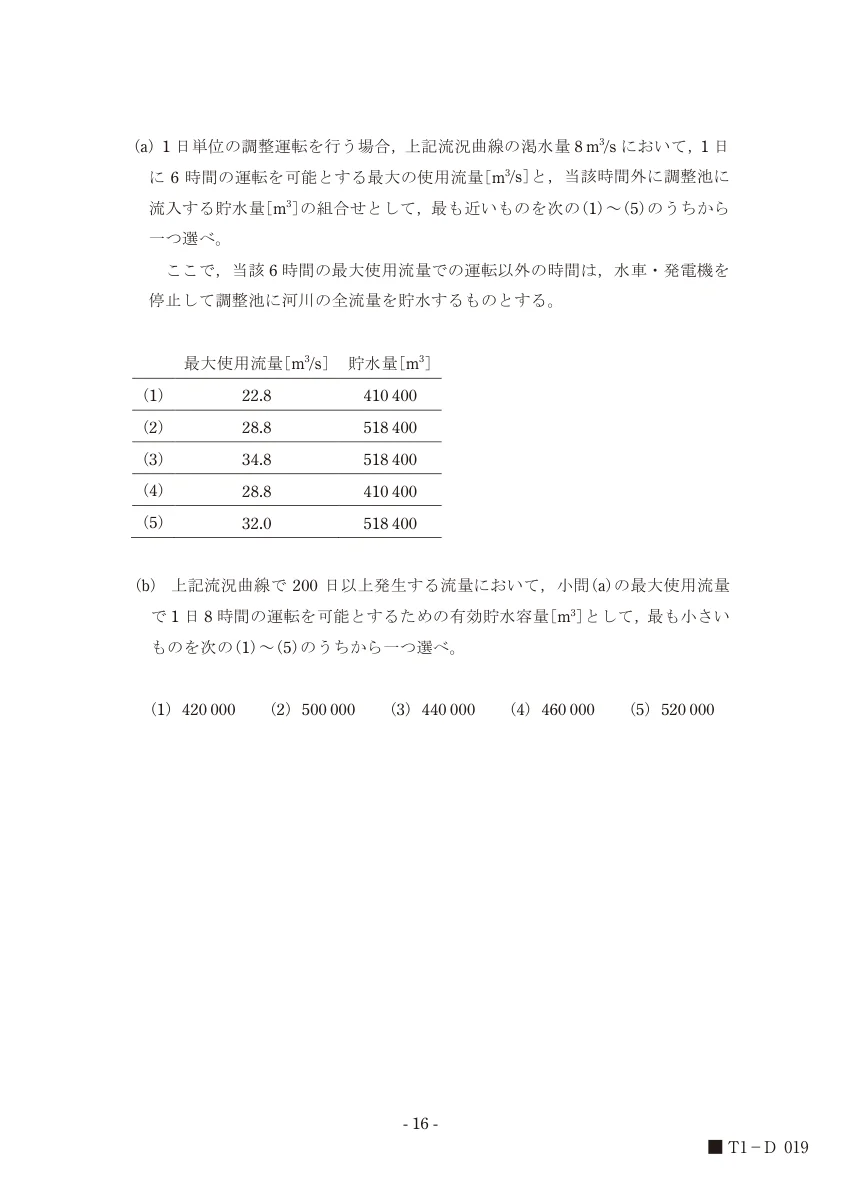 (a) 1日単位の調整運転を行う場合，上記流況曲線の渇水量8 m³/sにおいて，1日
に6時間の運転を可能とする最大の使用流量[m³/s]と，当該時間外に調整池に
流入する貯水量[m³]の組合せとして，最も近いものを次の(1)～(5)のうちから
一つ選べ。
ここで，当該6時間の最大使用流量での運転以外の時間は，水車・発電機を
停止して調整池に河川の全流量を貯水するものとする。
最大使用流量[m³/s] 貯水量[m³]
(1) 22.8 410 400
(2) 28.8 518 400
(3) 34.8 518 400
(4) 28.8 410 400
(5) 32.0 518 400
(b) 上記流況曲線で200日以上発生する流量において，小問(a)の最大使用流量
で1日8時間の運転を可能とするための有効貯水容量[m³]として，最も小さい
ものを次の(1)～(5)のうちから一つ選べ。
(1) 420 000 (2) 500 000 (3) 440 000 (4) 460 000 (5) 520 000
- 16 -
■ T1－D 019